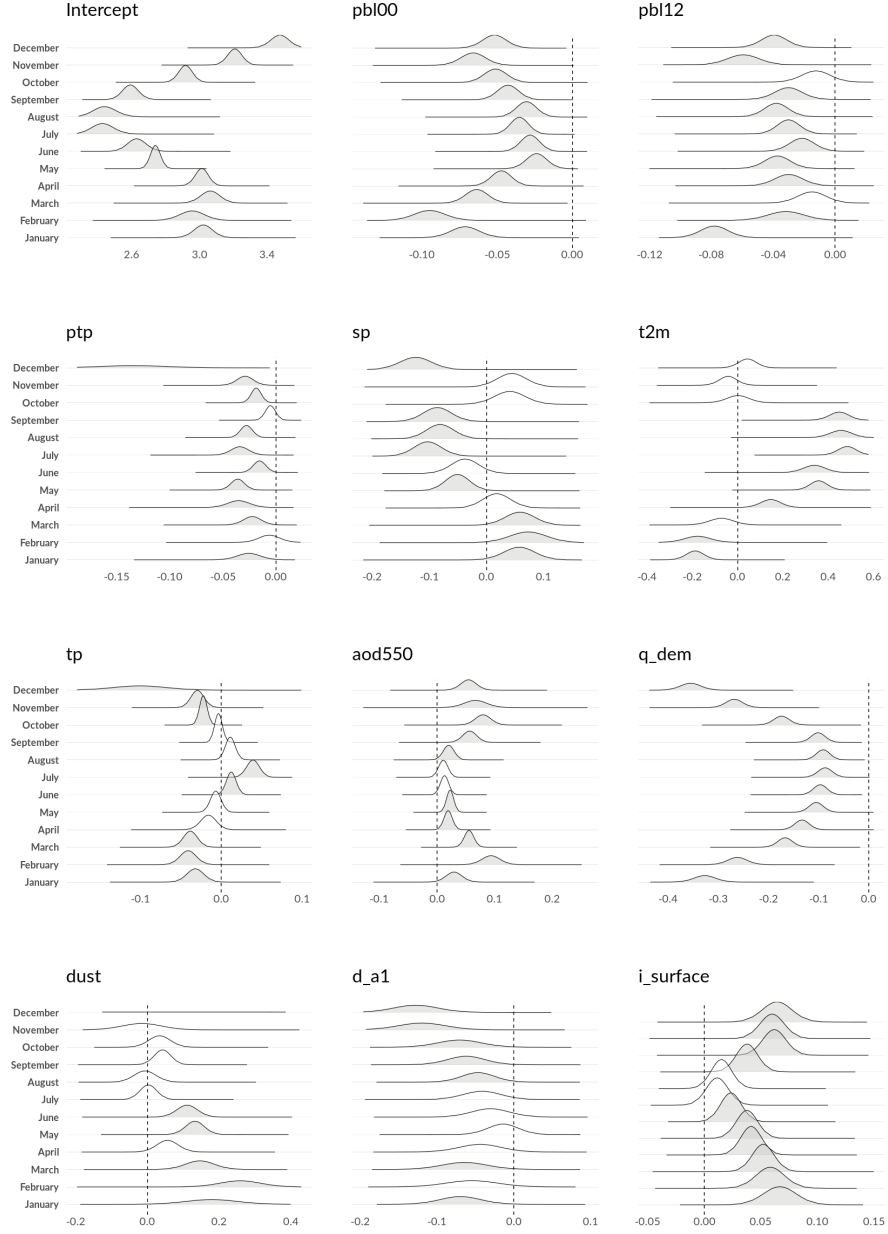 Intercept pbl00 pbl12
December
November
October
September
August
July
June
May
April
March
February
January
2.6 3.0 3.4 -0.10 -0.05 0.00 -0.12 -0.08 -0.04 0.00
ptp sp t2m
December
November
October
September
August
July
June
May
April
March
February
January
-0.15 -0.10 -0.05 0.00 -0.2 -0.1 0.0 0.1 -0.4 -0.2 0.0 0.2 0.4 0.6
tp aod550 q_dem
December
November
October
September
August
July
June
May
April
March
February
January
-0.1 0.0 0.1 -0.1 0.0 0.1 0.2 -0.4 -0.3 -0.2 -0.1 0.0
dust d_a1 i_surface
December
November
October
September
August
July
June
May
April
March
February
January
-0.2 0.0 0.2 0.4 -0.2 -0.1 0.0 0.1 -0.05 0.00 0.05 0.10 0.15